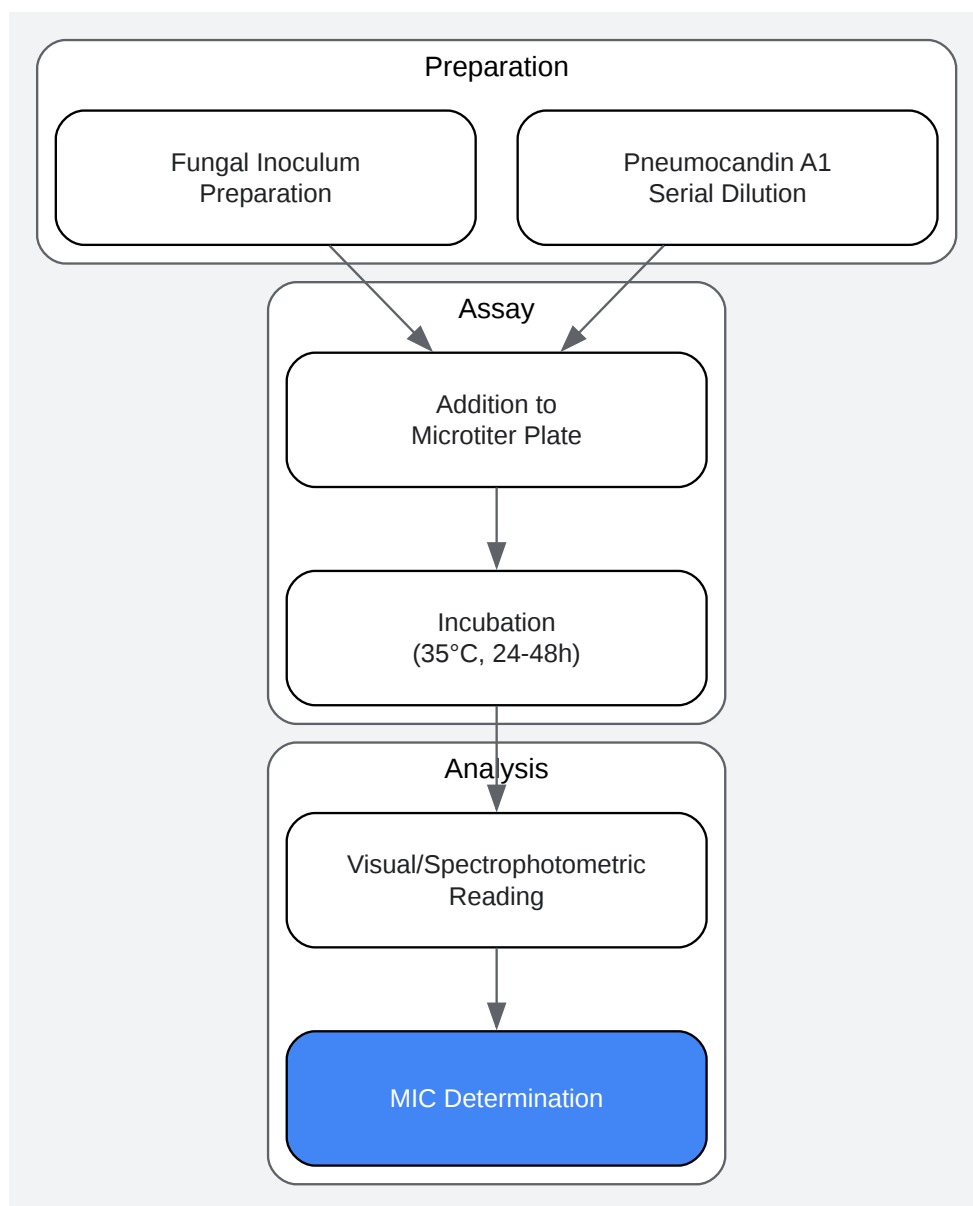 Preparation
Fungal Inoculum
Preparation
Pneumocandin A1
Serial Dilution
Assay
Addition to
Microtiter Plate
Incubation
(35°C, 24-48h)
Analysis
Visual/Spectrophotometric
Reading
MIC Determination